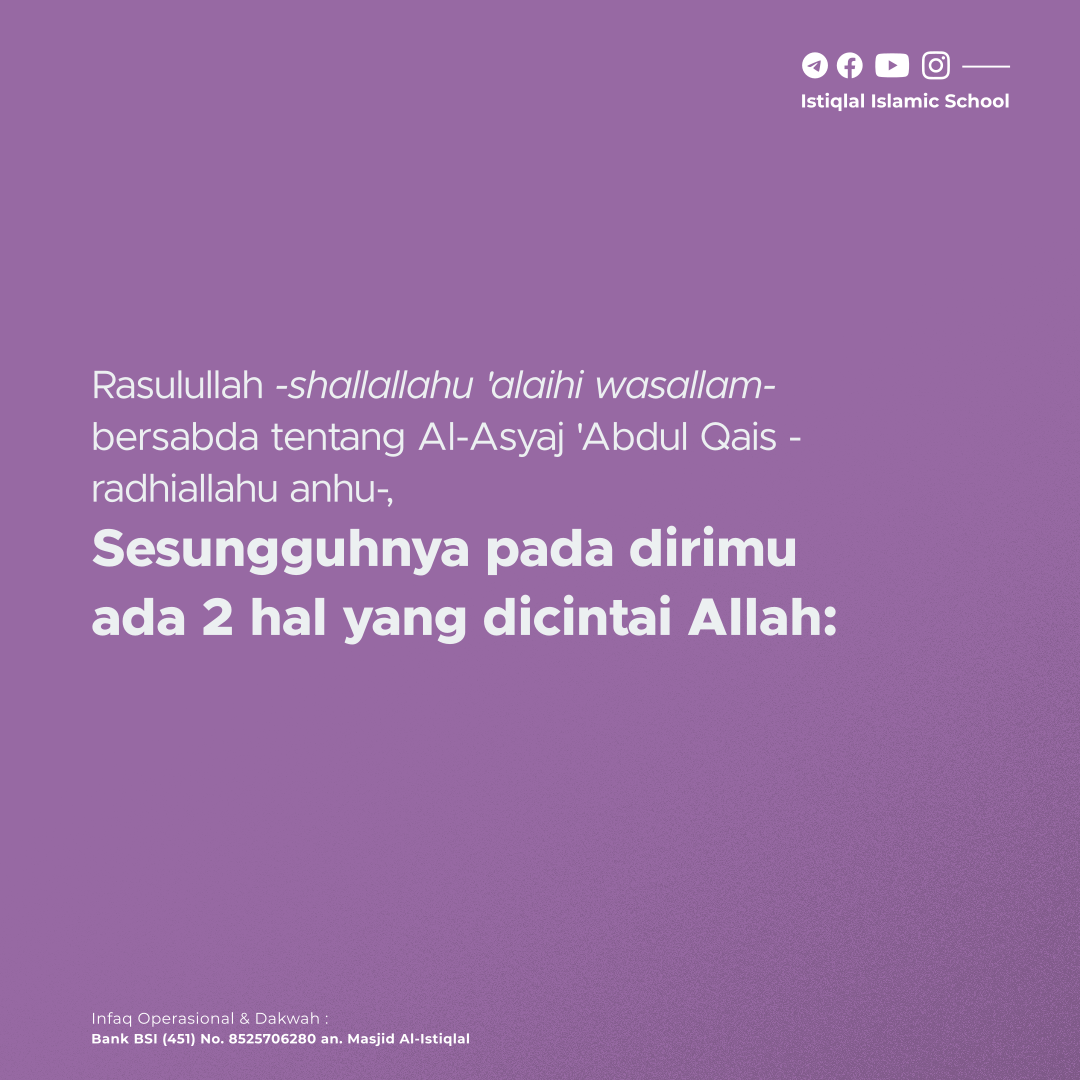 Istiqlal Islamic School
Rasulullah -shallallahu 'alaihi wasallam-
bersabda tentang Al-Asyaj 'Abdul Qais -
radhiallahu anhu-,
Sesungguhnya pada dirimu
ada 2 hal yang dicintai Allah:
Infaq Operasional & Dakwah :
Bank BSI (451) No. 8525706280 an. Masjid Al-Istiqlal